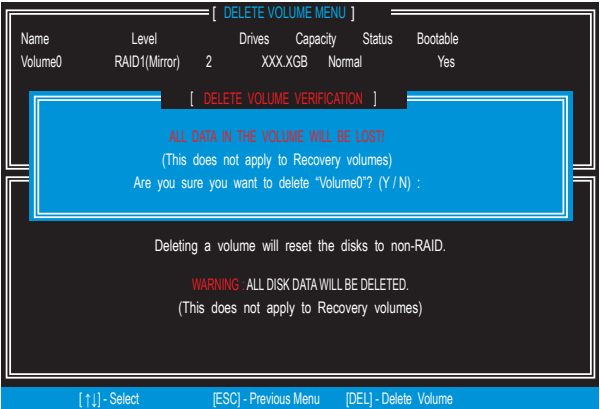 [ DELETE VOLUME MENU ]
Name Level Drives Capacity Status Bootable
Volume0 RAID1(Mirror) 2 XXX.XGB Normal Yes
[ DELETE VOLUME VERIFICATION ]
ALL DATA IN THE VOLUME WILL BE LOST!
(This does not apply to Recovery volumes)
Are you sure you want to delete “Volume0”? (Y / N) :
Deleting a volume will reset the disks to non-RAID.
WARNING : ALL DISK DATA WILL BE DELETED.
(This does not apply to Recovery volumes)
[↑↓] - Select [ESC] - Previous Menu [DEL] - Delete Volume